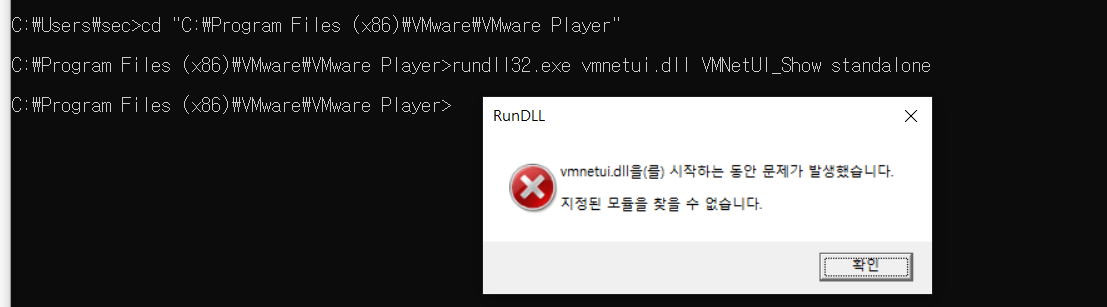 C:₩Users₩sec>cd "C:₩Program Files (x86)₩VMware₩VMware Player"
C:₩Program Files (x86)₩VMware₩VMware Player>rundll32.exe vmnetui.dll VMNetUI_Show standalone
C:₩Program Files (x86)₩VMware₩VMware Player>
RunDLL
vmnetui.dll을(를) 시작하는 동안 문제가 발생했습니다.
지정된 모듈을 찾을 수 없습니다.
확인